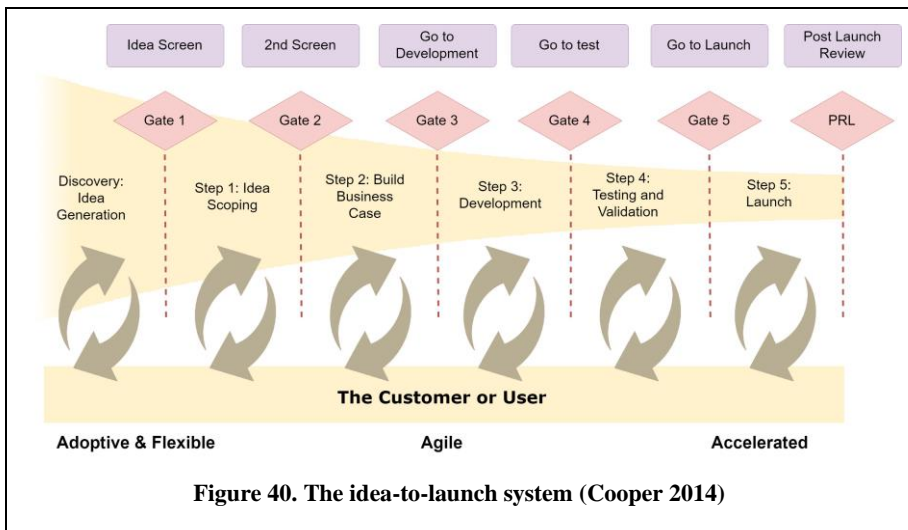 Idea Screen
2nd Screen
Go to
Development
Go to test
Go to Launch
Post Launch
Review
Gate 1
Gate 2
Gate 3
Gate 4
Gate 5
PRL
Discovery:
Idea
Generation
Step 1: Idea
Scoping
Step 2: Build
Business
Case
Step 3:
Development
Step 4:
Testing and
Validation
Step 5:
Launch
The Customer or User
Adoptive & Flexible
Agile
Accelerated
Figure 40. The idea-to-launch system (Cooper 2014)